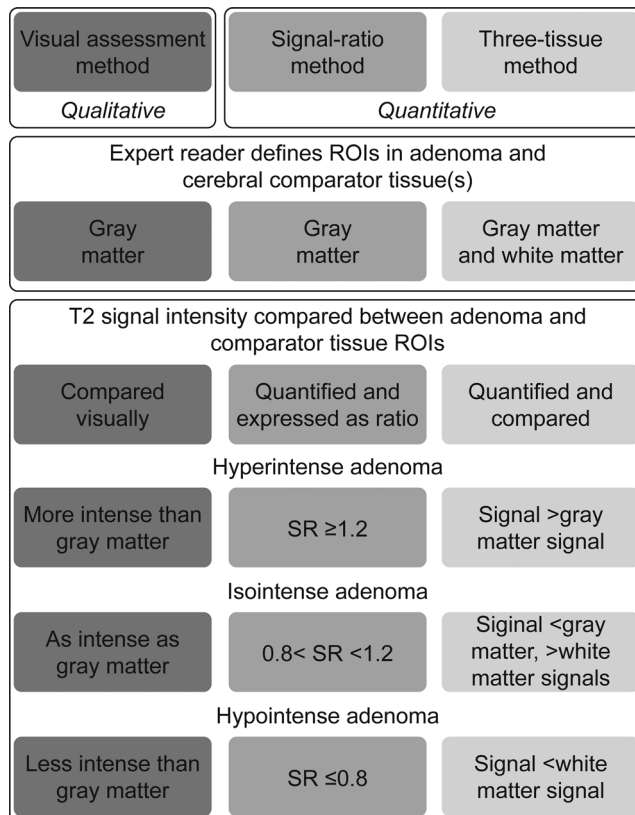 Visual assessment
method
Signal-ratio
method
Three-tissue
method
Qualitative
Quantitative
Expert reader defines ROIs in adenoma and
cerebral comparator tissue(s)
Gray
matter
Gray
matter
Gray matter
and white matter
T2 signal intensity compared between adenoma and
comparator tissue ROIs
Compared
visually
Quantified and
expressed as ratio
Quantified and
compared
Hyperintense adenoma
More intense than
gray matter
SR ≥1.2
Signal >gray
matter signal
Isointense adenoma
As intense as
gray matter
0.8< SR <1.2
Siginal <gray
matter, >white
matter signals
Hypointense adenoma
Less intense than
gray matter
SR ≤0.8
Signal <white
matter signal